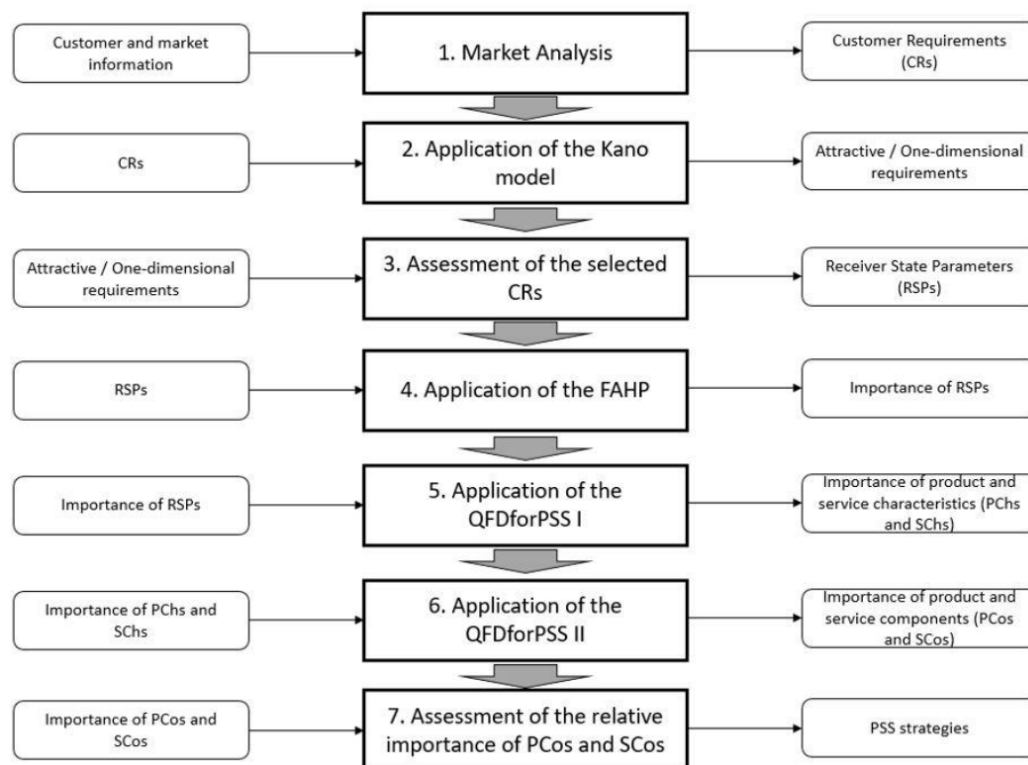 Customer and market
information
1. Market Analysis
Customer Requirements
(CRs)
CRs
2. Application of the Kano
model
Attractive / One-dimensional
requirements
Attractive / One-dimensional
requirements
3. Assessment of the selected
CRs
Receiver State Parameters
(RSPs)
RSPs
4. Application of the FAHP
Importance of RSPs
Importance of RSPs
5. Application of the
QFDforPSS I
Importance of product and
service characteristics (PChs
and SChs)
Importance of PChs and
SChs
6. Application of the
QFDforPSS II
Importance of product and
service components (PCos
and SCos)
Importance of PCos and
SCos
7. Assessment of the relative
importance of PCos and SCos
PSS strategies